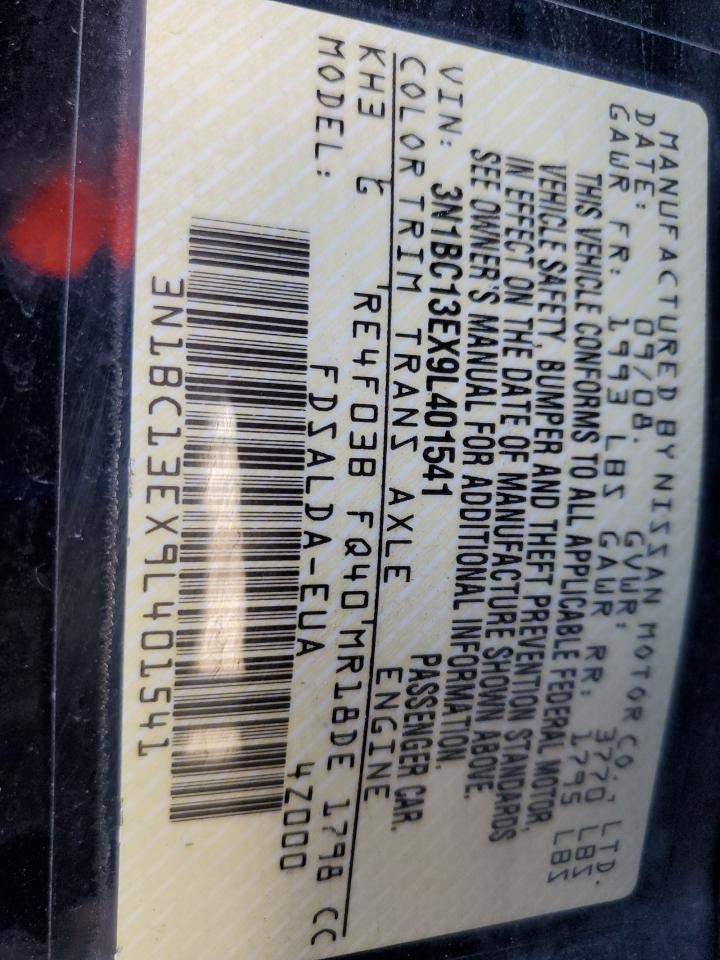 MANUFACTURED BY NISSAN MOTOR CO., LTD.
DATE: 09/08. GVWR: 3770 LBS
GAWR FR: 1993 LBS GAWR RR: 1795 LBS
THIS VEHICLE CONFORMS TO ALL APPLICABLE FEDERAL MOTOR
VEHICLE SAFETY, BUMPER AND THEFT PREVENTION STANDARDS
IN EFFECT ON THE DATE OF MANUFACTURE SHOWN ABOVE.
SEE OWNER'S MANUAL FOR ADDITIONAL INFORMATION.
VIN: 3N1BC13EX9L401541 PASSENGER CAR.
COLOR TRIM TRANS AXLE ENGINE
KH3 RE4F03B FQ40 MR18DE 1798 CC
MODEL: FDSALDA-EUA 4Z000
3N1BC13EX9L401541